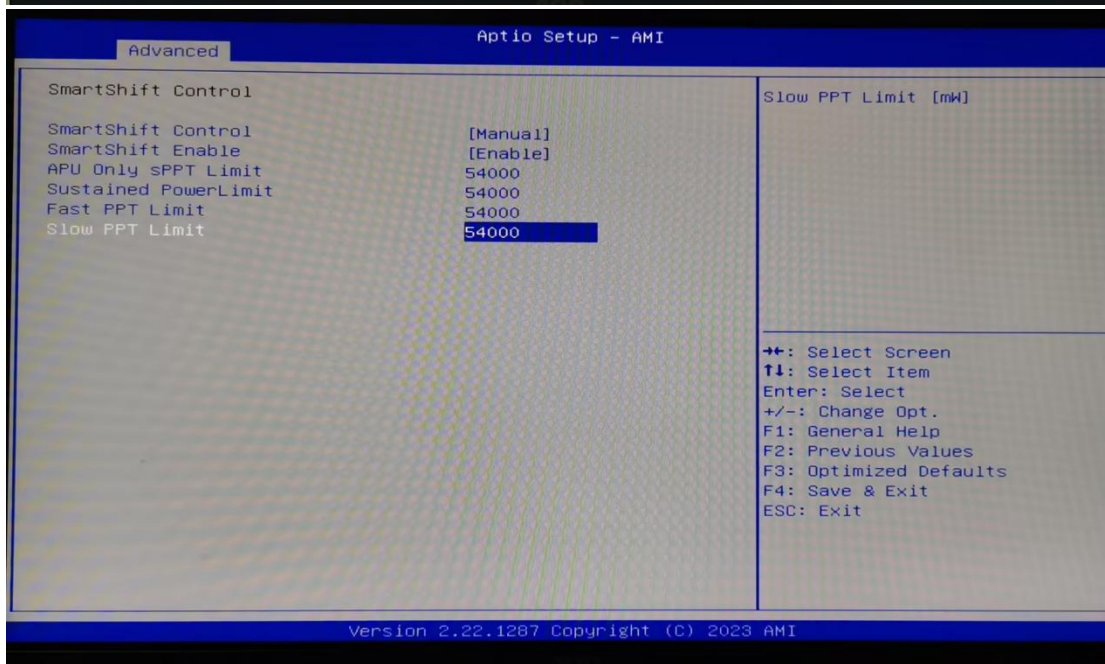 Aptio Setup - AMI
Advanced
SmartShift Control
SmartShift Control [Manual]
SmartShift Enable [Enable]
APU Only sPPT Limit 54000
Sustained PowerLimit 54000
Fast PPT Limit 54000
Slow PPT Limit 54000
Slow PPT Limit [mW]
→←: Select Screen
↑↓: Select Item
Enter: Select
+/-: Change Opt.
F1: General Help
F2: Previous Values
F3: Optimized Defaults
F4: Save & Exit
ESC: Exit
Version 2.22.1287 Copyright (C) 2023 AMI